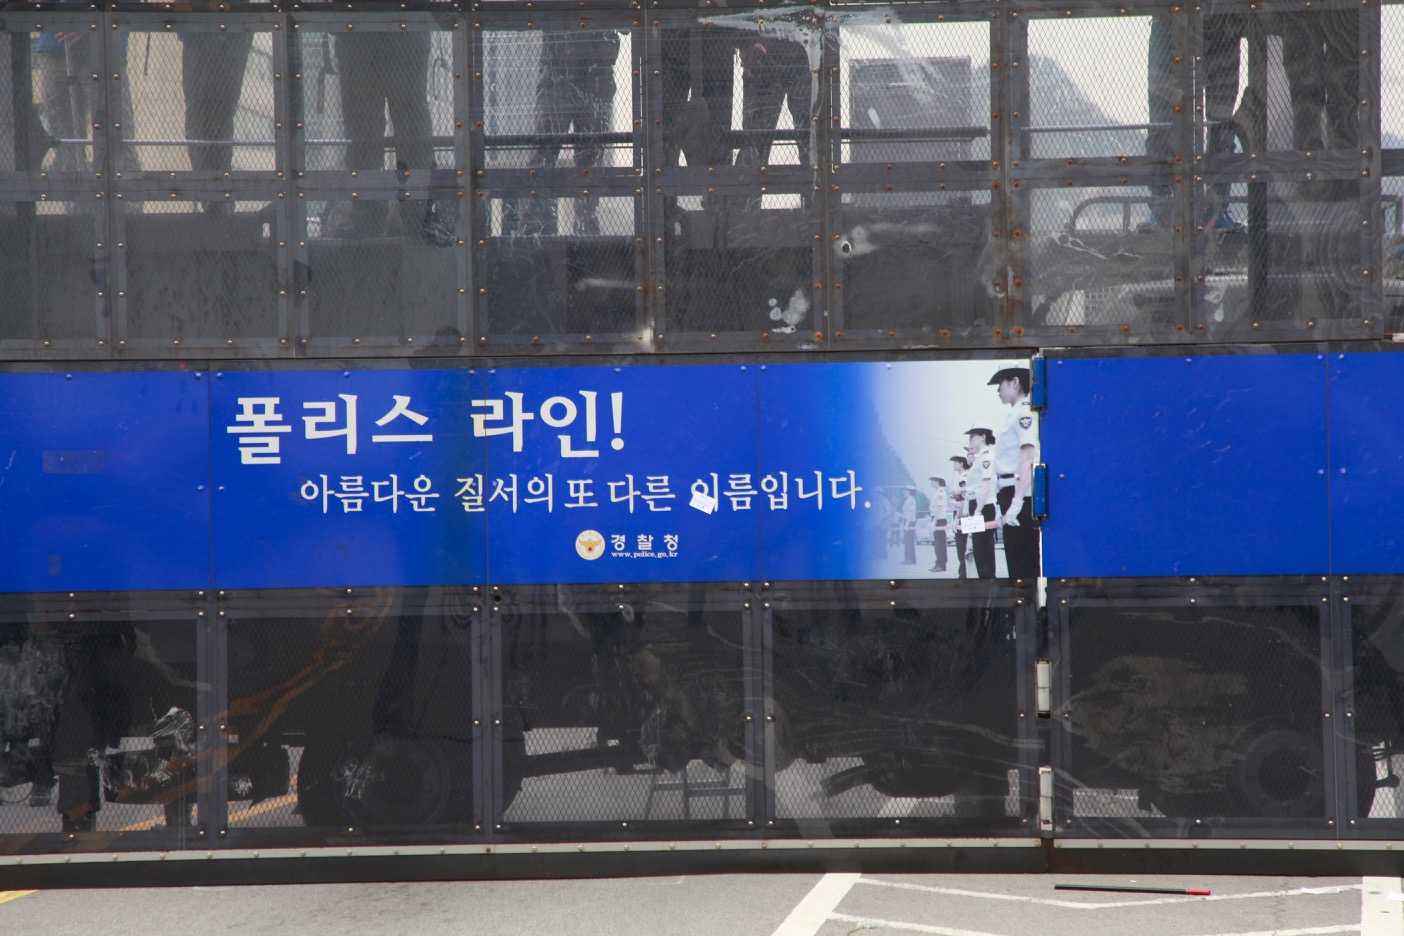 폴리스 라인!
아름다운 질서의 또 다른 이름입니다.
경찰청
www.police.go.kr